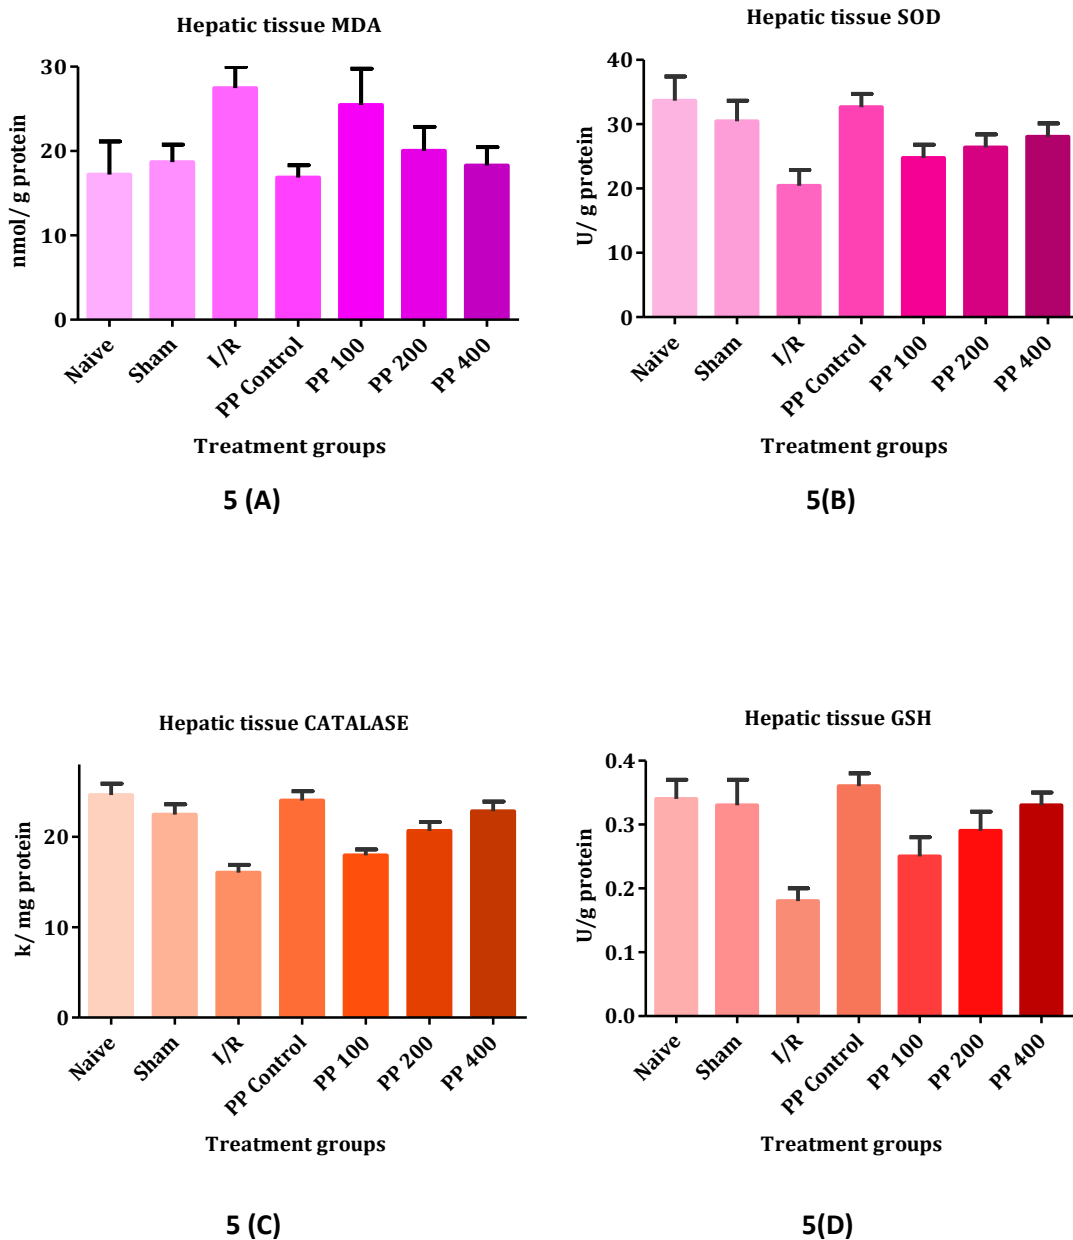 Hepatic tissue MDA
nmol/ g protein
30
20
10
0
Naive
Sham
I/R
PP Control
PP 100
PP 200
PP 400
Treatment groups
5 (A)
Hepatic tissue SOD
U/ g protein
40
30
20
10
0
Naive
Sham
I/R
PP Control
PP 100
PP 200
PP 400
Treatment groups
5(B)
Hepatic tissue CATALASE
k/ mg protein
20
10
0
Naive
Sham
I/R
PP Control
PP 100
PP 200
PP 400
Treatment groups
5 (C)
Hepatic tissue GSH
U/g protein
0.4
0.3
0.2
0.1
0.0
Naive
Sham
I/R
PP Control
PP 100
PP 200
PP 400
Treatment groups
5(D)